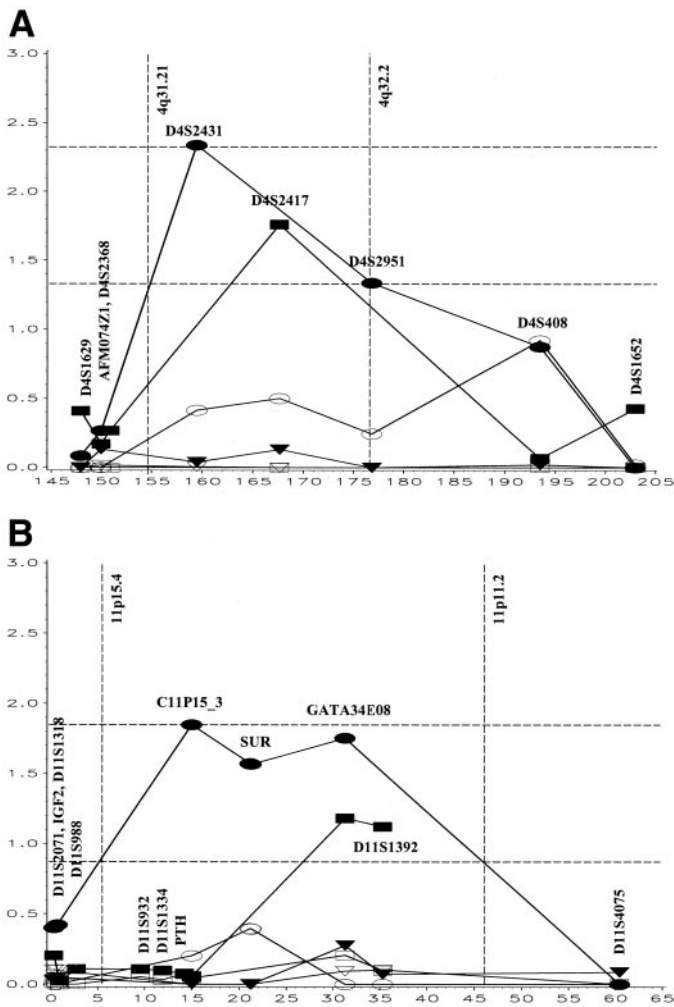 A
3.0
2.5
2.0
1.5
1.0
0.5
0.0
4q31.21
4q32.2
D4S2431
D4S2417
D4S2951
D4S408
D4S1629
AFM074Z1, D4S2368
D4S1652
145 150 155 160 165 170 175 180 185 190 195 200 205
B
3.0
2.5
2.0
1.5
1.0
0.5
0.0
11p15.4
11p11.2
C11P15_3
SUR
GATA34E08
D11S2071, IGF2, D11S1318
D11S988
D11S932
D11S1334
PTH
D11S1392
D11S4075
0 5 10 15 20 25 30 35 40 45 50 55 60 65